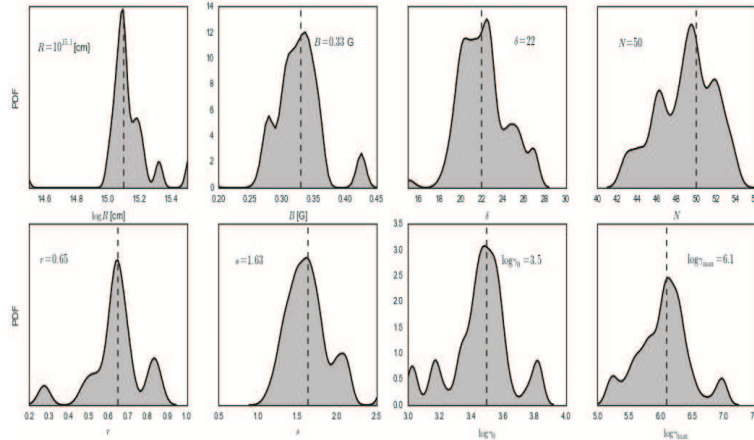 R=10^15.1 [cm]
B=0.33 G
δ=22
N=50
PDF
14.6 14.8 15.0 15.2 15.4
log R [cm]
14
12
10
8
6
4
2
0
0.20 0.25 0.30 0.35 0.40 0.45
B [G]
16 18 20 22 24 26 28 30
δ
40 42 44 46 48 50 52 54
N
r=0.65
s=1.63
logγ0 =3.5
logγmax=6.1
PDF
0.2 0.3 0.4 0.5 0.6 0.7 0.8 0.9 1.0
r
0.5 1.0 1.5 2.0 2.5
s
3.5
3.0
2.5
2.0
1.5
1.0
0.5
0.0
3.0 3.2 3.4 3.6 3.8 4.0
logγ0
5.0 5.5 6.0 6.5 7.0
logγmax